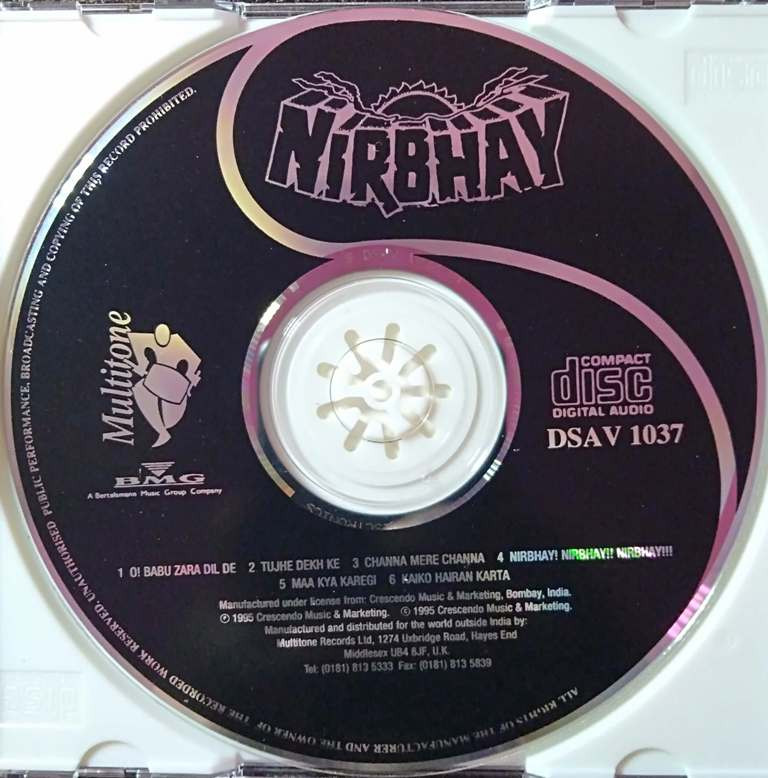 NIRBHAY
Multitone
BMG
A Bertelsmann Music Group Company
COMPACT
disc
DIGITAL AUDIO
DSAV 1037
1 O! BABU ZARA DIL DE 2 TUJHE DEKH KE 3 CHANNA MERE CHANNA 4 NIRBHAY! NIRBHAY!! NIRBHAY!!!
5 MAA KYA KAREGI 6 KAIKO HAIRAN KARTA
Manufactured under license from: Crescendo Music & Marketing, Bombay, India.
℗ 1995 Crescendo Music & Marketing. © 1995 Crescendo Music & Marketing.
Manufactured and distributed for the world outside India by:
Multitone Records Ltd, 1274 Uxbridge Road, Hayes End
Middlesex UB4 8JF, U.K.
Tel: (0181) 813 5333 Fax: (0181) 813 5839
ALL RIGHTS OF THE MANUFACTURER AND THE OWNER OF THE RECORDED WORK RESERVED. UNAUTHORISED PUBLIC PERFORMANCE, BROADCASTING AND COPYING OF THIS RECORD PROHIBITED.